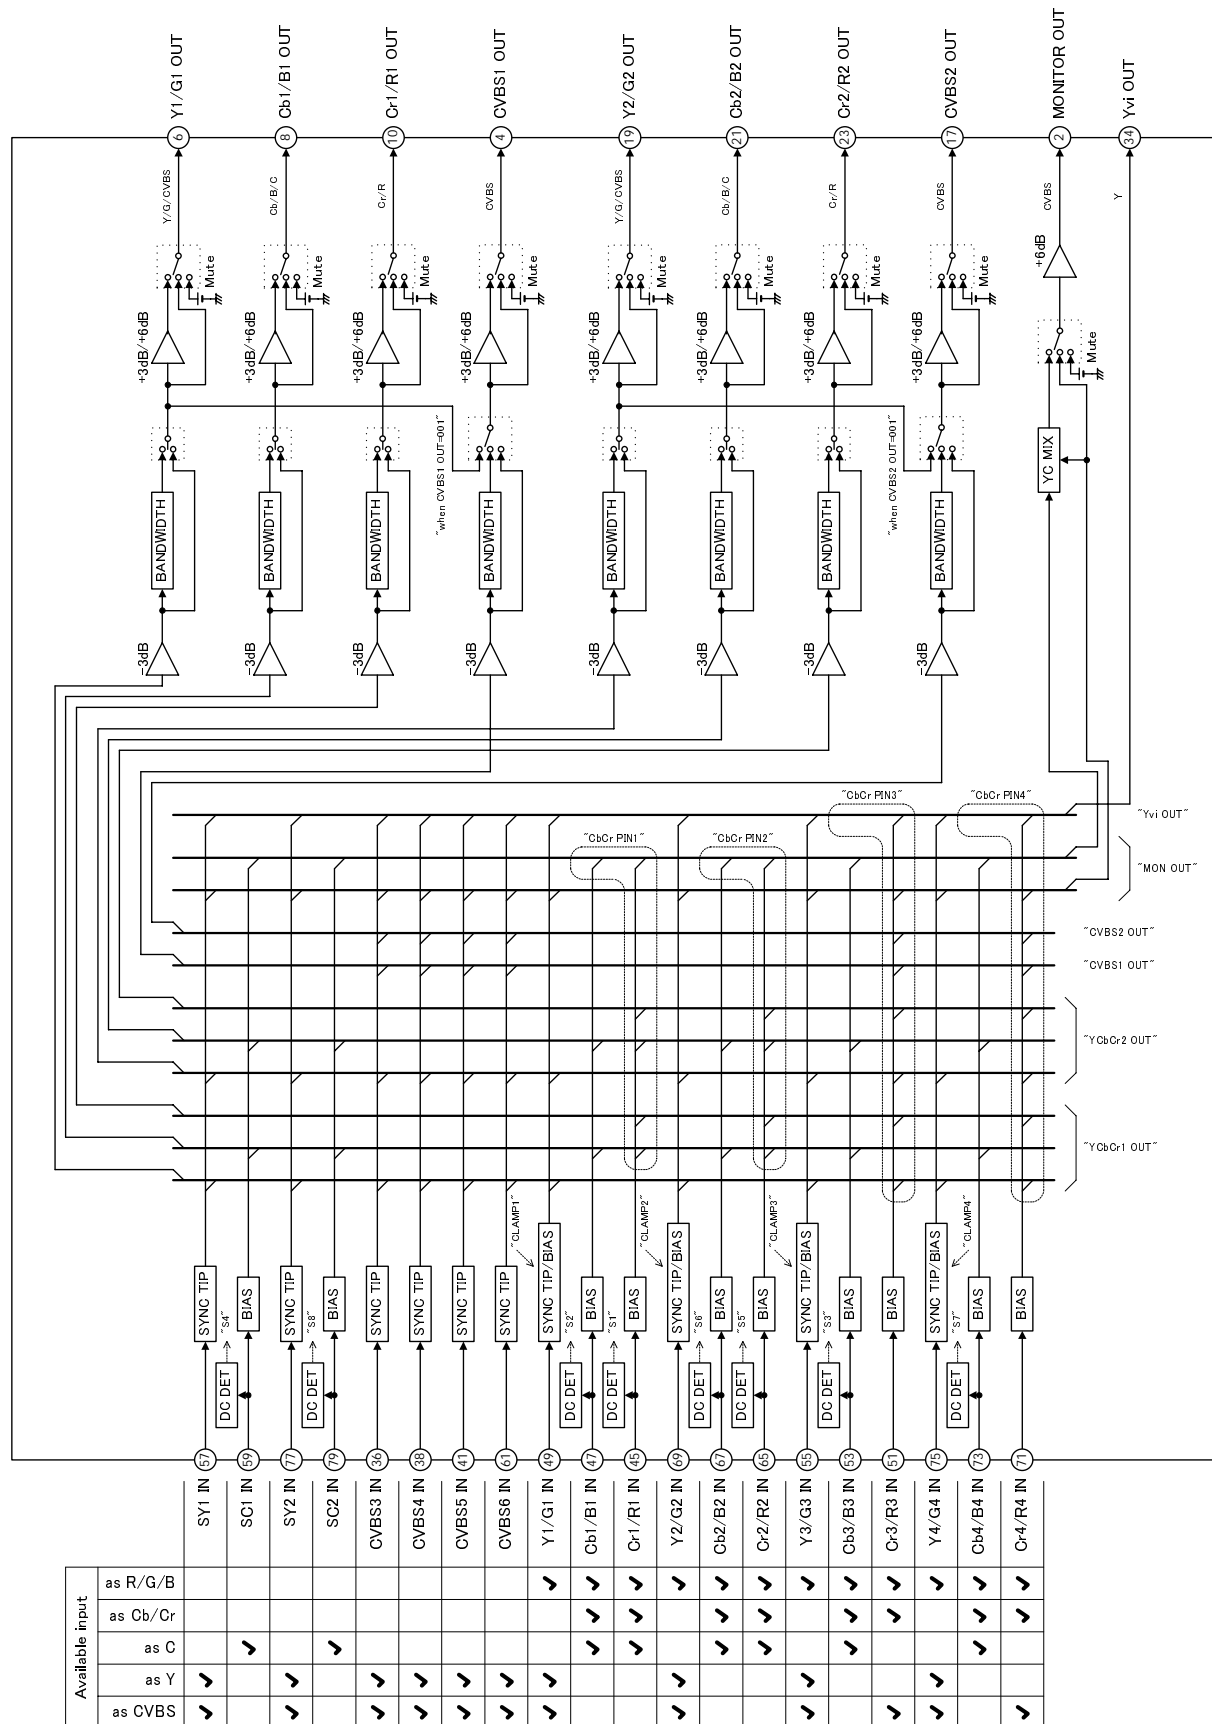 Y1/G1 OUT
Cb1/B1 OUT
Cr1/R1 OUT
CVBS1 OUT
Y2/G2 OUT
Cb2/B2 OUT
Cr2/R2 OUT
CVBS2 OUT
MONITOR OUT
Yvi OUT
6
8
10
4
19
21
23
17
2
34
Y/G/CVBS
Cb/B/C
Cr/R
CVBS
Y/G/CVBS
Cb/B/C
Cr/R
CVBS
CVBS
Y
+6dB
Mute
Mute
Mute
Mute
Mute
Mute
Mute
Mute
Mute
+3dB/+6dB
+3dB/+6dB
+3dB/+6dB
+3dB/+6dB
+3dB/+6dB
+3dB/+6dB
+3dB/+6dB
+3dB/+6dB
"when CVBS1 OUT=001"
"when CVBS2 OUT=001"
YC MIX
BANDWIDTH
BANDWIDTH
BANDWIDTH
BANDWIDTH
BANDWIDTH
BANDWIDTH
BANDWIDTH
BANDWIDTH
-3dB
-3dB
-3dB
-3dB
-3dB
-3dB
-3dB
-3dB
"CbCr PIN3"
"CbCr PIN4"
"CbCr PIN1"
"CbCr PIN2"
"Yvi OUT"
"MON OUT"
"CVBS2 OUT"
"CVBS1 OUT"
"YCbCr2 OUT"
"YCbCr1 OUT"
"CLAMP1"
"CLAMP2"
"CLAMP3"
"CLAMP4"
SYNC TIP
BIAS
SYNC TIP
BIAS
SYNC TIP
SYNC TIP
SYNC TIP
SYNC TIP
SYNC TIP/BIAS
BIAS
BIAS
SYNC TIP/BIAS
BIAS
BIAS
SYNC TIP/BIAS
BIAS
BIAS
SYNC TIP/BIAS
BIAS
BIAS
"S4"
"S8"
"S2"
"S1"
"S6"
"S5"
"S3"
"S7"
DC DET
DC DET
DC DET
DC DET
DC DET
DC DET
DC DET
DC DET
57
59
77
79
36
38
41
61
49
47
45
69
67
65
55
53
51
75
73
71
SY1 IN
SC1 IN
SY2 IN
SC2 IN
CVBS3 IN
CVBS4 IN
CVBS5 IN
CVBS6 IN
Y1/G1 IN
Cb1/B1 IN
Cr1/R1 IN
Y2/G2 IN
Cb2/B2 IN
Cr2/R2 IN
Y3/G3 IN
Cb3/B3 IN
Cr3/R3 IN
Y4/G4 IN
Cb4/B4 IN
Cr4/R4 IN
Available input
as R/G/B
as Cb/Cr
as C
as Y
as CVBS